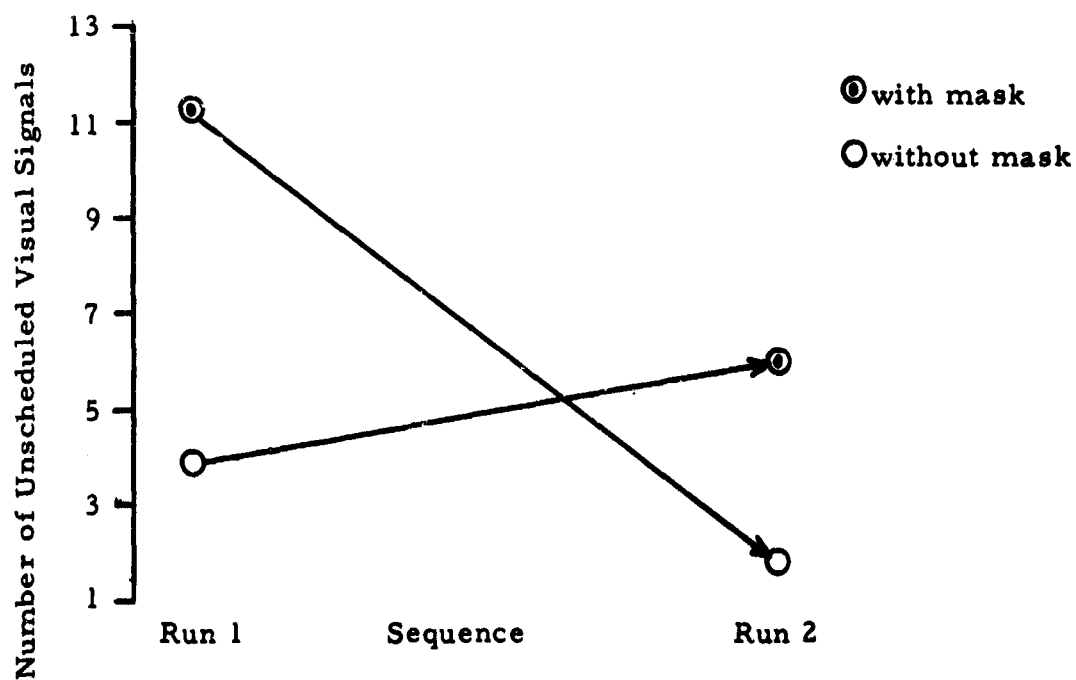 Number of Unscheduled Visual Signals
13
11
9
7
5
3
1
with mask
without mask
Run 1 Sequence Run 2